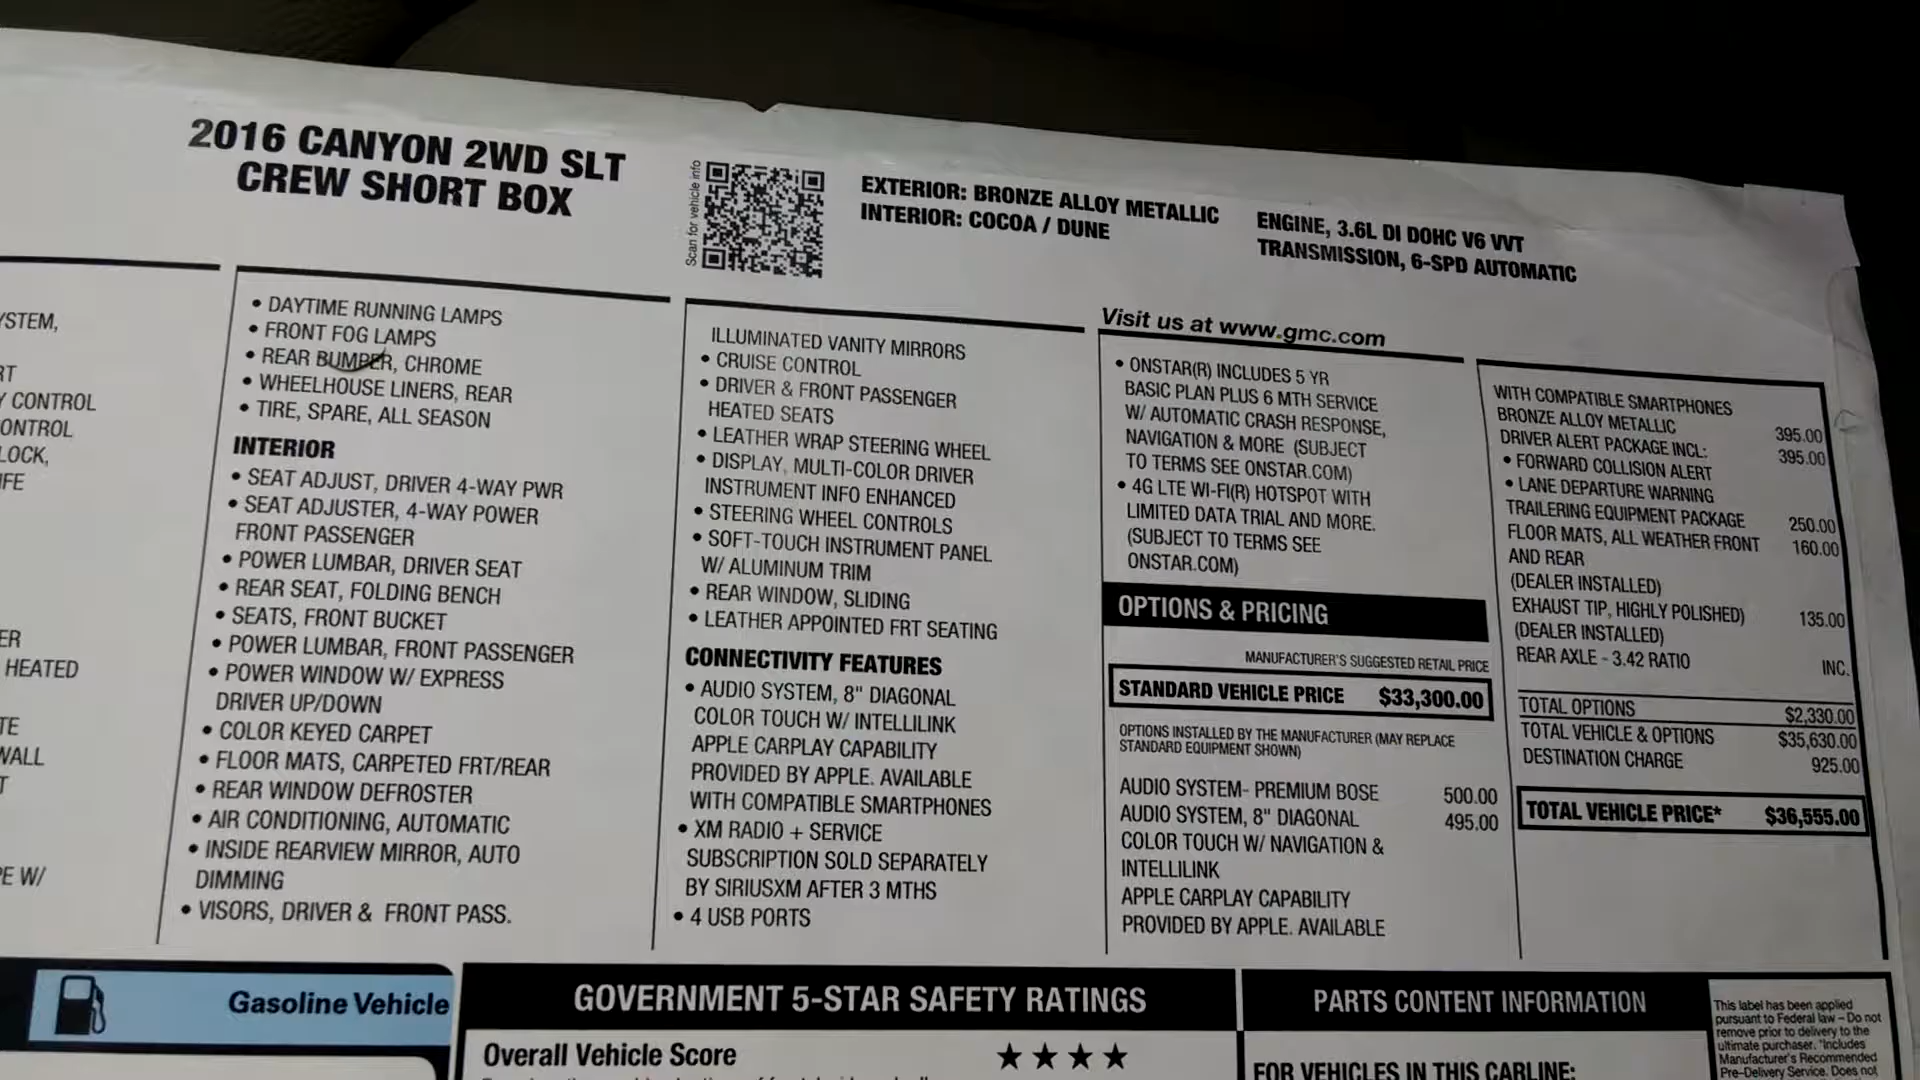 2016 CANYON 2WD SLT
CREW SHORT BOX
Scan for vehicle info
EXTERIOR: BRONZE ALLOY METALLIC
INTERIOR: COCOA / DUNE
ENGINE, 3.6L DI DOHC V6 VVT
TRANSMISSION, 6-SPD AUTOMATIC
YSTEM,
RT
Y CONTROL
ONTROL
LOCK,
IFE
ER
HEATED
TE
WALL
T
PE W/
• DAYTIME RUNNING LAMPS
• FRONT FOG LAMPS
• REAR BUMPER, CHROME
• WHEELHOUSE LINERS, REAR
• TIRE, SPARE, ALL SEASON
INTERIOR
• SEAT ADJUST, DRIVER 4-WAY PWR
• SEAT ADJUSTER, 4-WAY POWER
FRONT PASSENGER
• POWER LUMBAR, DRIVER SEAT
• REAR SEAT, FOLDING BENCH
• SEATS, FRONT BUCKET
• POWER LUMBAR, FRONT PASSENGER
• POWER WINDOW W/ EXPRESS
DRIVER UP/DOWN
• COLOR KEYED CARPET
• FLOOR MATS, CARPETED FRT/REAR
• REAR WINDOW DEFROSTER
• AIR CONDITIONING, AUTOMATIC
• INSIDE REARVIEW MIRROR, AUTO
DIMMING
• VISORS, DRIVER & FRONT PASS.
ILLUMINATED VANITY MIRRORS
• CRUISE CONTROL
• DRIVER & FRONT PASSENGER
HEATED SEATS
• LEATHER WRAP STEERING WHEEL
• DISPLAY, MULTI-COLOR DRIVER
INSTRUMENT INFO ENHANCED
• STEERING WHEEL CONTROLS
• SOFT-TOUCH INSTRUMENT PANEL
W/ ALUMINUM TRIM
• REAR WINDOW, SLIDING
• LEATHER APPOINTED FRT SEATING
CONNECTIVITY FEATURES
• AUDIO SYSTEM, 8" DIAGONAL
COLOR TOUCH W/ INTELLILINK
APPLE CARPLAY CAPABILITY
PROVIDED BY APPLE. AVAILABLE
WITH COMPATIBLE SMARTPHONES
• XM RADIO + SERVICE
SUBSCRIPTION SOLD SEPARATELY
BY SIRIUSXM AFTER 3 MTHS
• 4 USB PORTS
Visit us at www.gmc.com
• ONSTAR(R) INCLUDES 5 YR
BASIC PLAN PLUS 6 MTH SERVICE
W/ AUTOMATIC CRASH RESPONSE,
NAVIGATION & MORE (SUBJECT
TO TERMS SEE ONSTAR.COM)
• 4G LTE WI-FI(R) HOTSPOT WITH
LIMITED DATA TRIAL AND MORE.
(SUBJECT TO TERMS SEE
ONSTAR.COM)
OPTIONS & PRICING
MANUFACTURER'S SUGGESTED RETAIL PRICE
STANDARD VEHICLE PRICE $33,300.00
OPTIONS INSTALLED BY THE MANUFACTURER (MAY REPLACE
STANDARD EQUIPMENT SHOWN)
AUDIO SYSTEM- PREMIUM BOSE 500.00
AUDIO SYSTEM, 8" DIAGONAL 495.00
COLOR TOUCH W/ NAVIGATION &
INTELLILINK
APPLE CARPLAY CAPABILITY
PROVIDED BY APPLE. AVAILABLE
WITH COMPATIBLE SMARTPHONES
BRONZE ALLOY METALLIC 395.00
DRIVER ALERT PACKAGE INCL: 395.00
• FORWARD COLLISION ALERT
• LANE DEPARTURE WARNING
TRAILERING EQUIPMENT PACKAGE 250.00
FLOOR MATS, ALL WEATHER FRONT 160.00
AND REAR
(DEALER INSTALLED)
EXHAUST TIP, HIGHLY POLISHED) 135.00
(DEALER INSTALLED)
REAR AXLE - 3.42 RATIO INC.
TOTAL OPTIONS $2,330.00
TOTAL VEHICLE & OPTIONS $35,630.00
DESTINATION CHARGE 925.00
TOTAL VEHICLE PRICE* $36,555.00
Gasoline Vehicle
GOVERNMENT 5-STAR SAFETY RATINGS
Overall Vehicle Score ★★★★
PARTS CONTENT INFORMATION
FOR VEHICLES IN THIS CARLINE:
This label has been applied
pursuant to Federal law – Do not
remove prior to delivery to the
ultimate purchaser. *Includes
Manufacturer's Recommended
Pre-Delivery Service. Does not